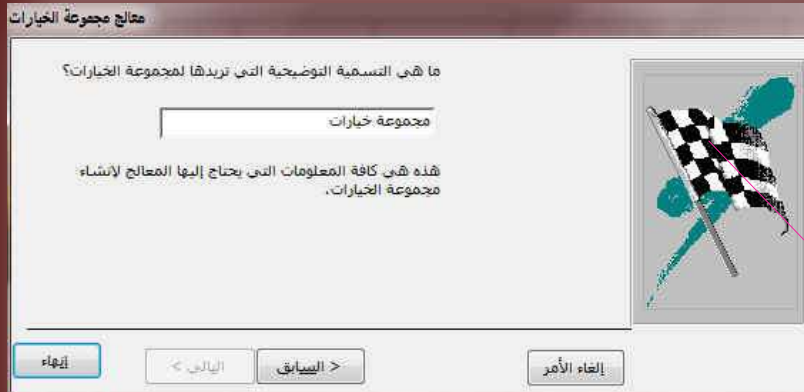 معالج مجموعة الخيارات
ما هي التسمية التوضيحية التي تريدها لمجموعة الخيارات؟
مجموعة خيارات
هذه هي كافة المعلومات التي يحتاج إليها المعالج لإنشاء
مجموعة الخيارات.
إلغاء الأمر
< السابق
التالي >
إنهاء